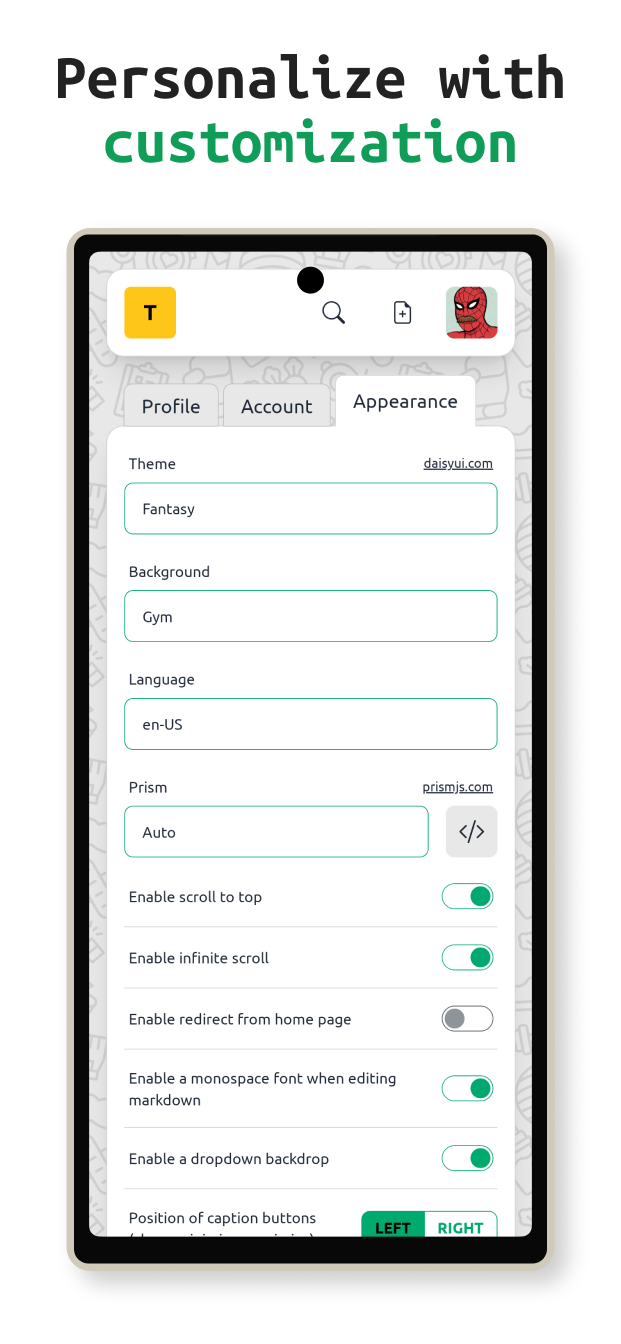 Personalize with
customization
T
Profile
Account
Appearance
Theme
daisyui.com
Fantasy
Background
Gym
Language
en-US
Prism
prismjs.com
Auto
</>
Enable scroll to top
Enable infinite scroll
Enable redirect from home page
Enable a monospace font when editing
markdown
Enable a dropdown backdrop
Position of caption buttons
LEFT
RIGHT